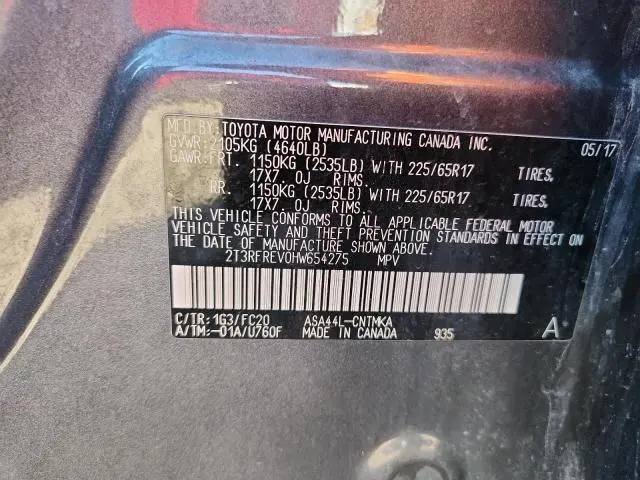 MFD. BY: TOYOTA MOTOR MANUFACTURING CANADA INC.
GVWR: 2105KG (4640LB) 05/17
GAWR: FRT. 1150KG (2535LB) WITH 225/65R17 TIRES,
17X7. 0J RIMS.
RR. 1150KG (2535LB) WITH 225/65R17 TIRES,
17X7. 0J RIMS.
THIS VEHICLE CONFORMS TO ALL APPLICABLE FEDERAL MOTOR
VEHICLE SAFETY AND THEFT PREVENTION STANDARDS IN EFFECT ON
THE DATE OF MANUFACTURE SHOWN ABOVE.
2T3RFREV0HW654275 MPV
C/TR: 1G3/FC20 ASA44L-CNTMKA
A/TM: -01A/U760F MADE IN CANADA 935 A